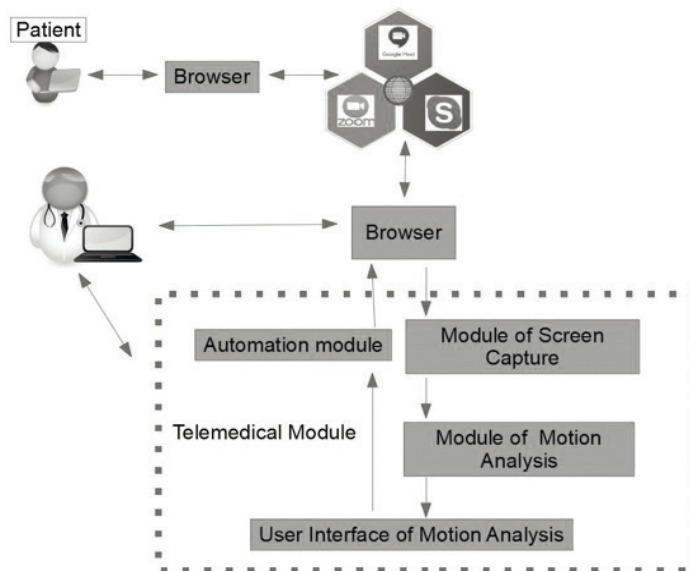 Patient
Browser
Google Meet
zoom
S
Browser
Automation module
Module of Screen
Capture
Telemedical Module
Module of Motion
Analysis
User Interface of Motion Analysis